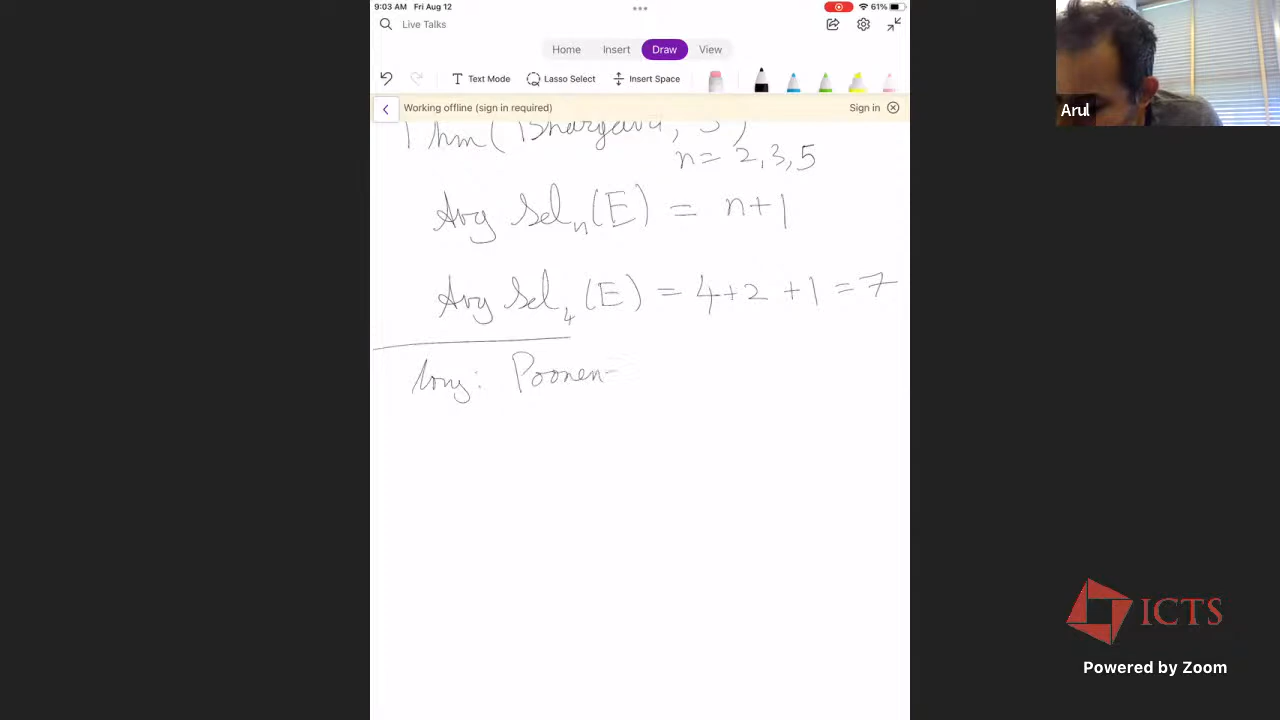 9:03 AM Fri Aug 12
61%
Live Talks
Home Insert Draw View
Text Mode Lasso Select Insert Space
Working offline (sign in required) Sign in
Thm (Bhargava, S)
n = 2,3,5
Avg Sel_n(E) = n+1
Avg Sel_4(E) = 4+2+1 = 7
Conj: Poonen-
Arul
ICTS
Powered by Zoom